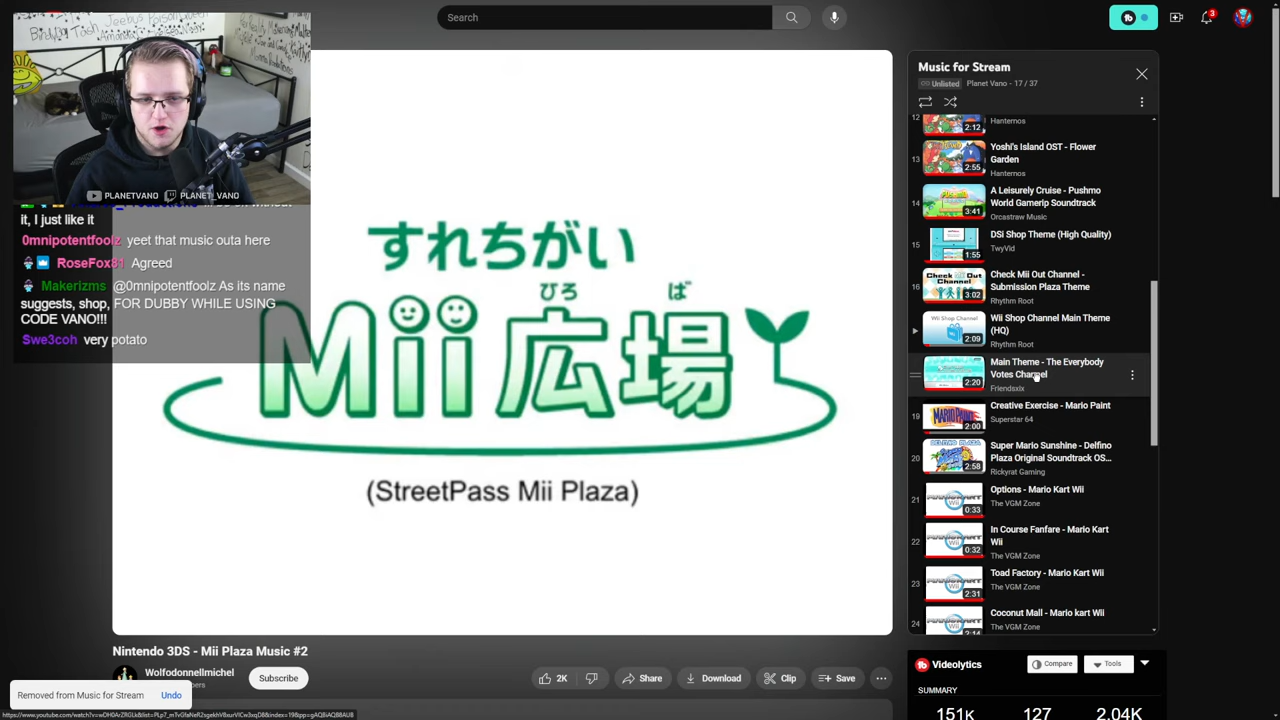 Search
3
Music for Stream
Unlisted
Planet Vano - 17 / 37
PLANETVANO
PLANET_VANO
it, I just like it
0mnipotentfoolz yeet that music outa here
RoseFox81 Agreed
Makerizms @0mnipotentfoolz As its name
suggests, shop, FOR DUBBY WHILE USING
CODE VANO!!!
Swe3coh very potato
すれちがい
ひろ ば
Mii 広場
(StreetPass Mii Plaza)
12
2:12
Hanternos
13
2:55
Yoshi's Island OST - Flower
Garden
Hanternos
14
3:41
A Leisurely Cruise - Pushmo
World Gamerip Soundtrack
Orcastraw Music
15
1:55
DSi Shop Theme (High Quality)
TwyVid
16
3:02
Check Mii Out Channel -
Submission Plaza Theme
Rhythm Root
2:09
Wii Shop Channel Main Theme
(HQ)
Rhythm Root
2:20
Main Theme - The Everybody
Votes Channel
Friendsxix
19
2:00
Creative Exercise - Mario Paint
Superstar 64
20
2:58
Super Mario Sunshine - Delfino
Plaza Original Soundtrack OS...
Rickyrat Gaming
21
0:33
Options - Mario Kart Wii
The VGM Zone
22
0:32
In Course Fanfare - Mario Kart
Wii
The VGM Zone
23
2:31
Toad Factory - Mario Kart Wii
The VGM Zone
24
2:14
Coconut Mall - Mario kart Wii
The VGM Zone
Nintendo 3DS - Mii Plaza Music #2
Wolfodonnellmichel
Subscribe
2K
Share
Download
Clip
Save
Removed from Music for Stream
Undo
Videolytics
Compare
Tools
SUMMARY
151K
127
2.04K